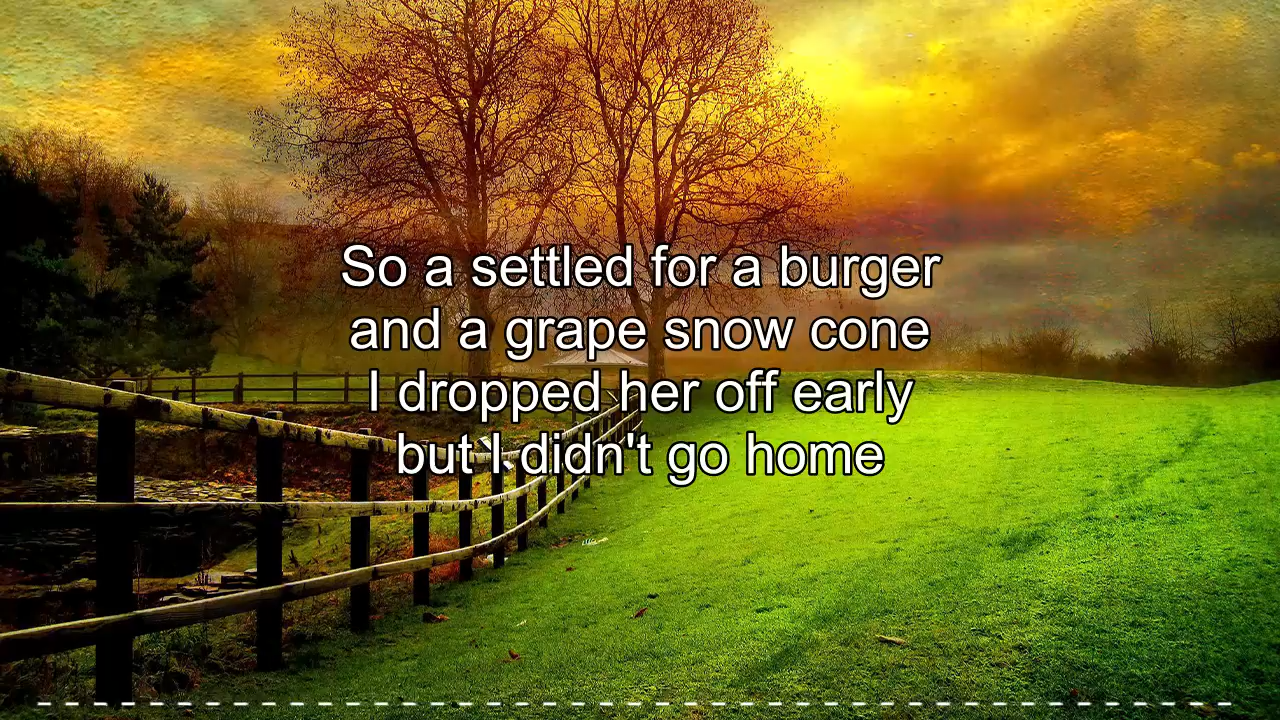 So a settled for a burger
and a grape snow cone
I dropped her off early
but I didn't go home